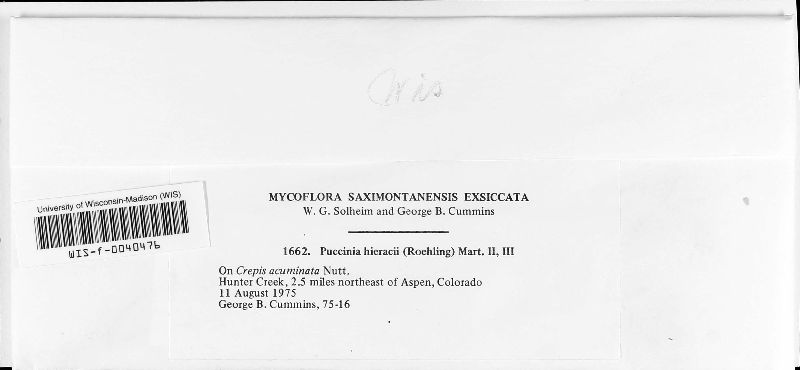 Wis
University of Wisconsin-Madison (WIS)
WIS-f-0040476
MYCOFLORA SAXIMONTANENSIS EXSICCATA
W. G. Solheim and George B. Cummins
1662. Puccinia hieracii (Roehling) Mart. II, III
On Crepis acuminata Nutt.
Hunter Creek, 2.5 miles northeast of Aspen, Colorado
11 August 1975
George B. Cummins, 75-16